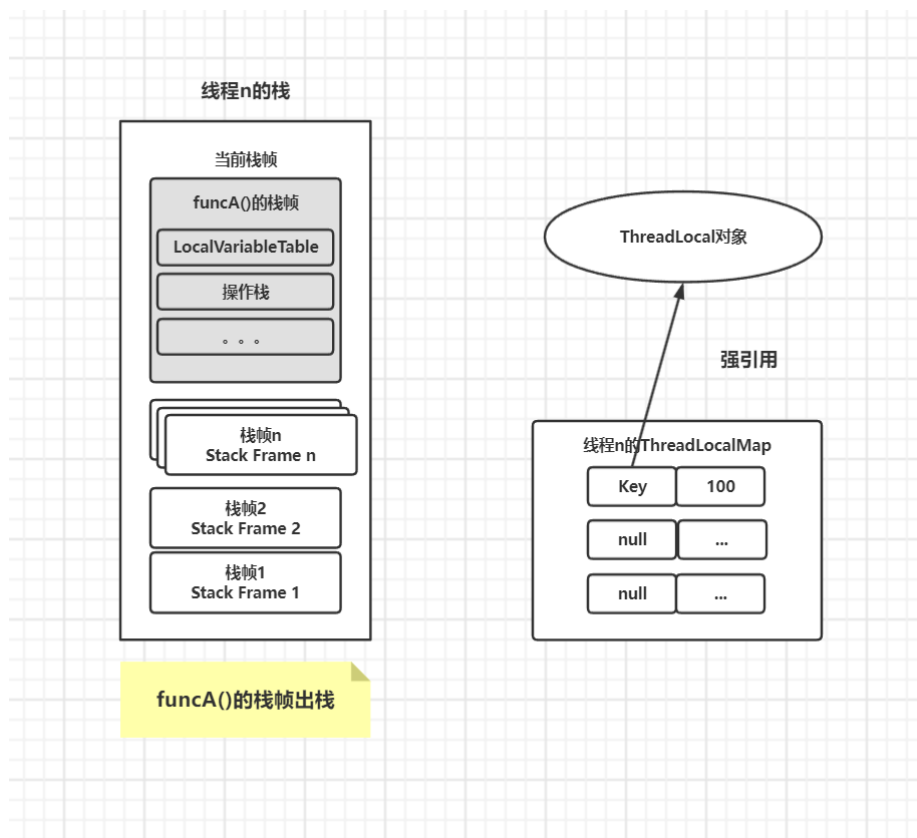 线程n的栈
当前栈帧
funcA()的栈帧
LocalVariableTable
操作栈
。。。
栈帧n
Stack Frame n
栈帧2
Stack Frame 2
栈帧1
Stack Frame 1
funcA()的栈帧出栈
ThreadLocal对象
强引用
线程n的ThreadLocalMap
Key 100
null ...
null ...